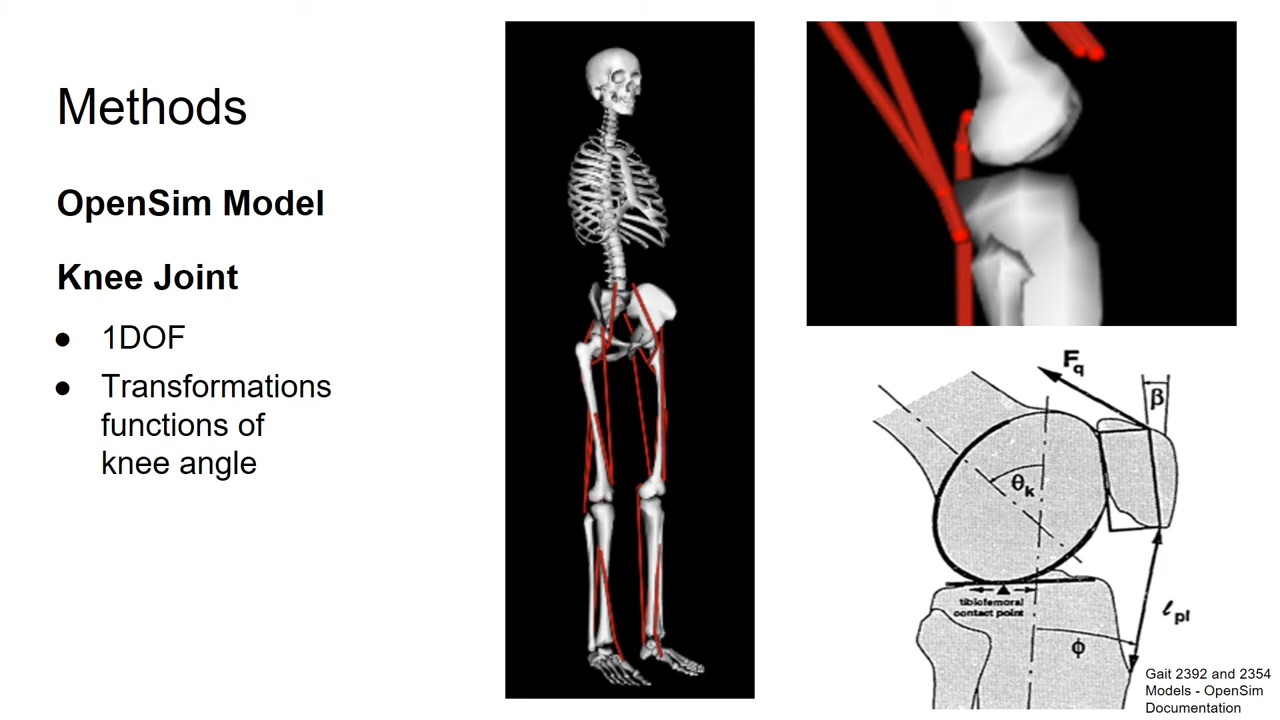 Methods
OpenSim Model
Knee Joint
● 1DOF
● Transformations
functions of
knee angle
Fq
β
θk
tibiofemoral
contact point
ℓpl
ϕ
Gait 2392 and 2354
Models - OpenSim
Documentation